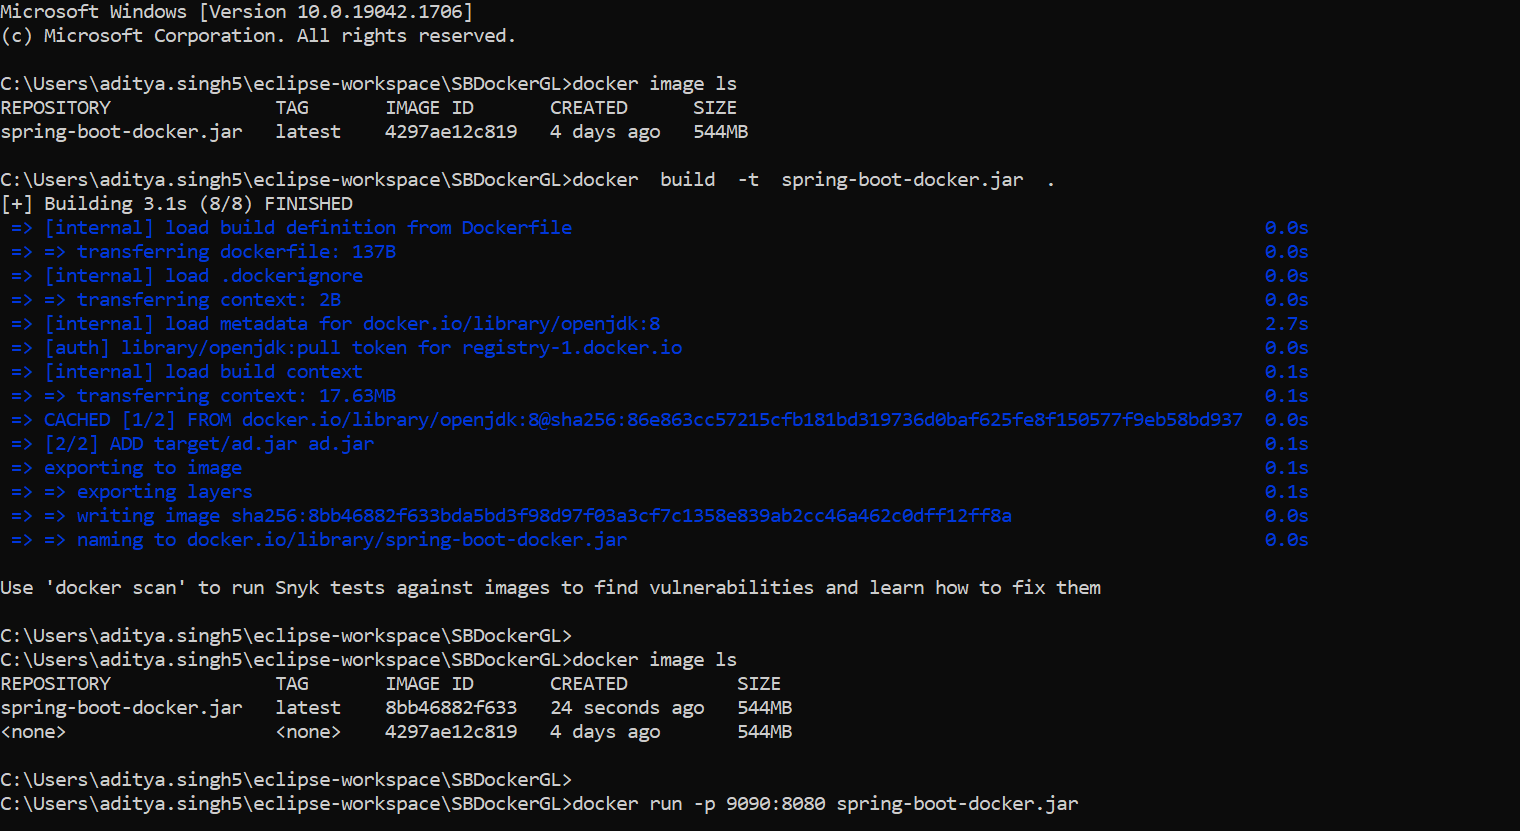 Microsoft Windows [Version 10.0.19042.1706]
(c) Microsoft Corporation. All rights reserved.
C:\Users\aditya.singh5\eclipse-workspace\SBDockerGL>docker image ls
REPOSITORY TAG IMAGE ID CREATED SIZE
spring-boot-docker.jar latest 4297ae12c819 4 days ago 544MB
C:\Users\aditya.singh5\eclipse-workspace\SBDockerGL>docker  build  -t  spring-boot-docker.jar  .
[+] Building 3.1s (8/8) FINISHED
=> [internal] load build definition from Dockerfile 0.0s
=> => transferring dockerfile: 137B 0.0s
=> [internal] load .dockerignore 0.0s
=> => transferring context: 2B 0.0s
=> [internal] load metadata for docker.io/library/openjdk:8 2.7s
=> [auth] library/openjdk:pull token for registry-1.docker.io 0.0s
=> [internal] load build context 0.1s
=> => transferring context: 17.63MB 0.1s
=> CACHED [1/2] FROM docker.io/library/openjdk:8@sha256:86e863cc57215cfb181bd319736d0baf625fe8f150577f9eb58bd937 0.0s
=> [2/2] ADD target/ad.jar ad.jar 0.1s
=> exporting to image 0.1s
=> => exporting layers 0.1s
=> => writing image sha256:8bb46882f633bda5bd3f98d97f03a3cf7c1358e839ab2cc46a462c0dff12ff8a 0.0s
=> => naming to docker.io/library/spring-boot-docker.jar 0.0s
Use 'docker scan' to run Snyk tests against images to find vulnerabilities and learn how to fix them
C:\Users\aditya.singh5\eclipse-workspace\SBDockerGL>
C:\Users\aditya.singh5\eclipse-workspace\SBDockerGL>docker image ls
REPOSITORY TAG IMAGE ID CREATED SIZE
spring-boot-docker.jar latest 8bb46882f633 24 seconds ago 544MB
<none> <none> 4297ae12c819 4 days ago 544MB
C:\Users\aditya.singh5\eclipse-workspace\SBDockerGL>
C:\Users\aditya.singh5\eclipse-workspace\SBDockerGL>docker run -p 9090:8080 spring-boot-docker.jar